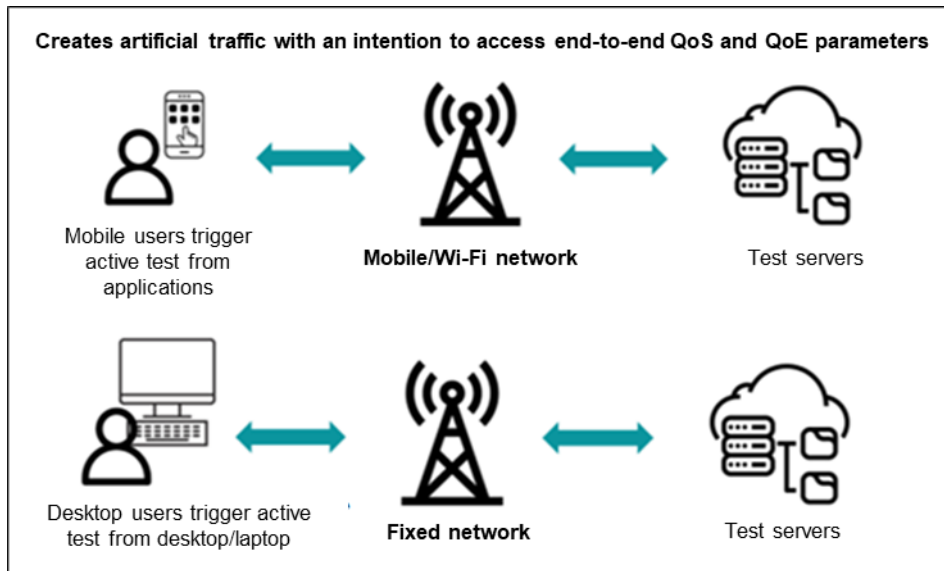 Creates artificial traffic with an intention to access end-to-end QoS and QoE parameters
Mobile users trigger
active test from
applications
Mobile/Wi-Fi network
Test servers
Desktop users trigger active
test from desktop/laptop
Fixed network
Test servers